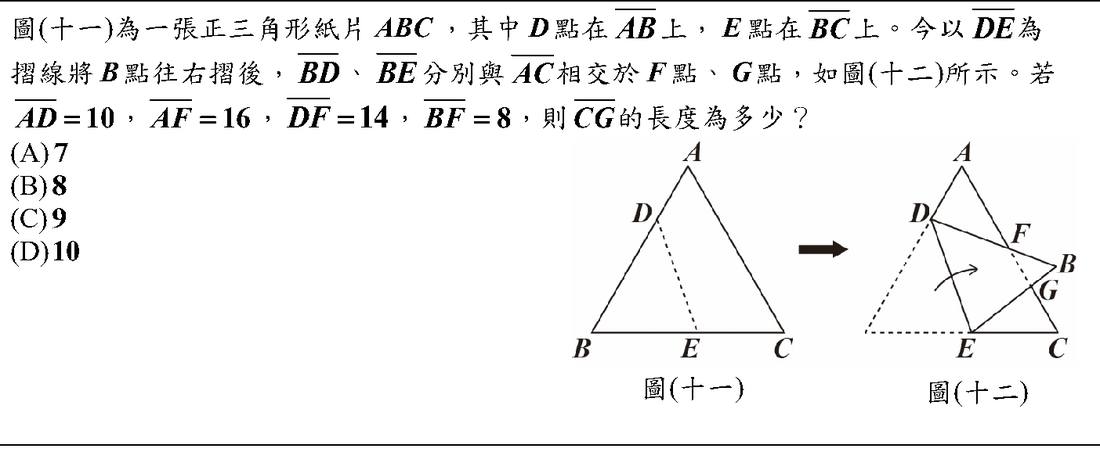 圖(十一)為一張正三角形紙片 ABC，其中 D 點在 AB 上，E 點在 BC 上。今以 DE 為
摺線將 B 點往右摺後，BD、BE 分別與 AC 相交於 F 點、G 點，如圖(十二)所示。若
AD = 10，AF = 16，DF = 14，BF = 8，則 CG 的長度為多少？
(A) 7
(B) 8
(C) 9
(D) 10
A
D
B
E
C
圖(十一)
A
D
F
B
G
E
C
圖(十二)